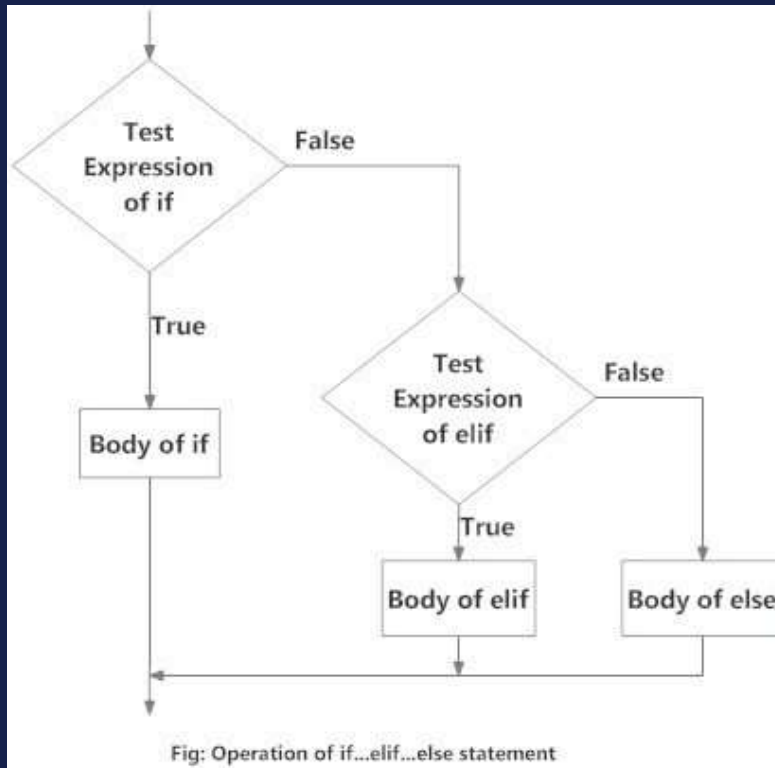 Test
Expression
of if
False
True
Body of if
Test
Expression
of elif
False
True
Body of elif
Body of else
Fig: Operation of if...elif...else statement